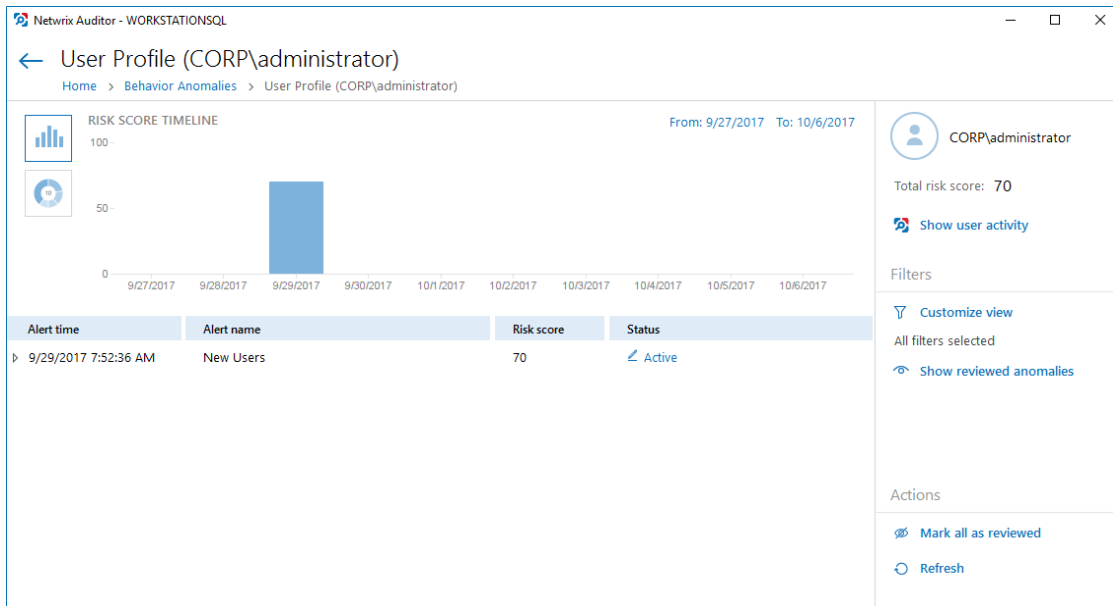 Netwrix Auditor - WORKSTATIONSQL
User Profile (CORP\administrator)
Home > Behavior Anomalies > User Profile (CORP\administrator)
RISK SCORE TIMELINE
From: 9/27/2017 To: 10/6/2017
100
50
0
9/27/2017 9/28/2017 9/29/2017 9/30/2017 10/1/2017 10/2/2017 10/3/2017 10/4/2017 10/5/2017 10/6/2017
10
Alert time Alert name Risk score Status
9/29/2017 7:52:36 AM New Users 70 Active
CORP\administrator
Total risk score: 70
Show user activity
Filters
Customize view
All filters selected
Show reviewed anomalies
Actions
Mark all as reviewed
Refresh